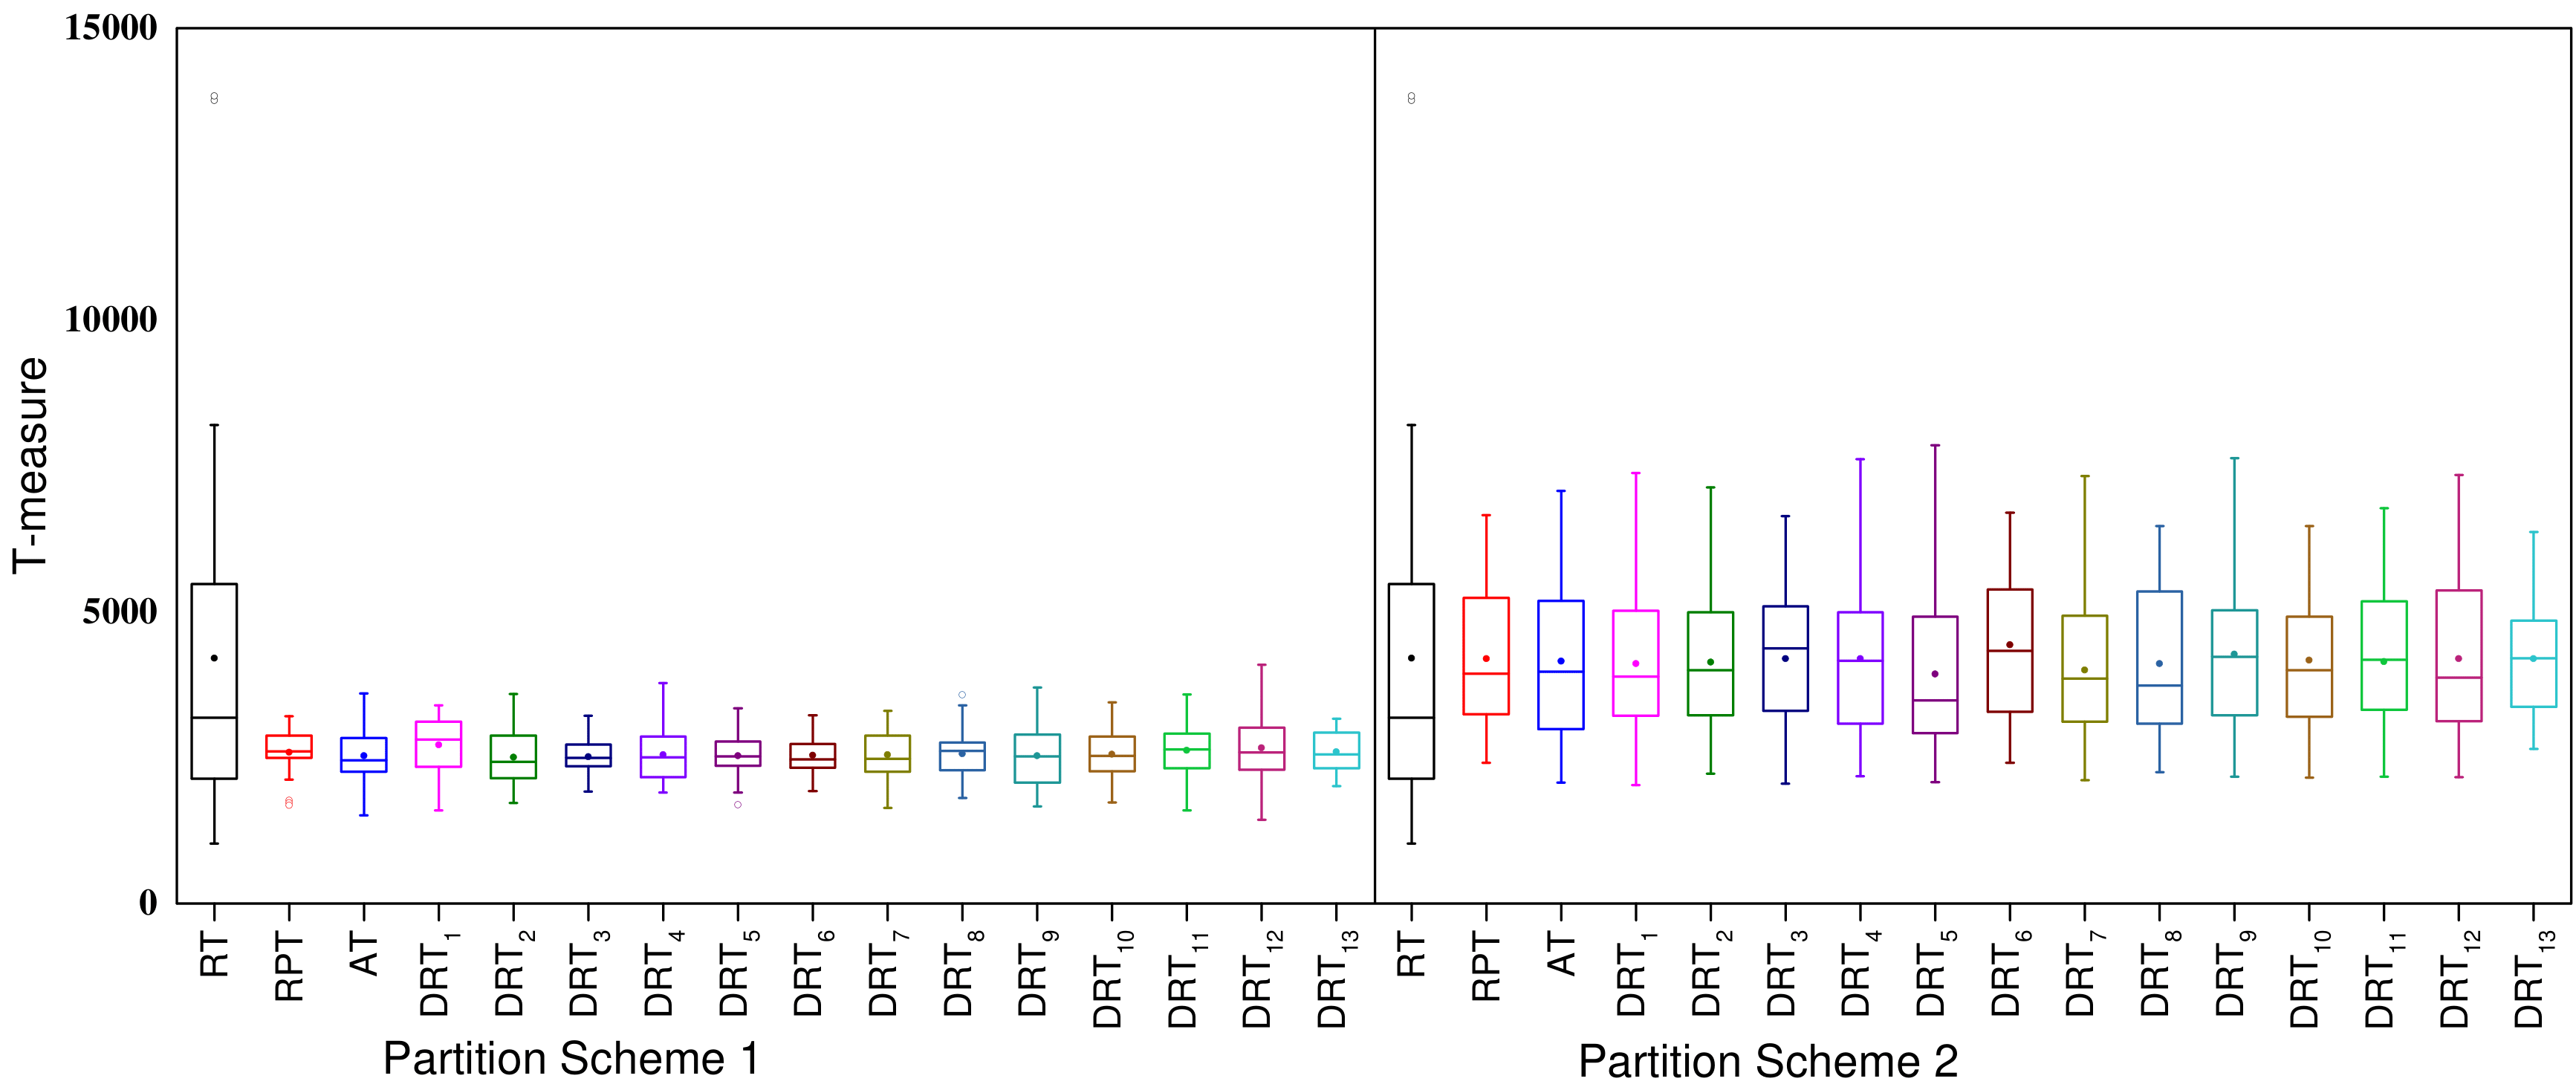 15000
10000
5000
0
T-measure
RT RPT AT DRT1 DRT2 DRT3 DRT4 DRT5 DRT6 DRT7 DRT8 DRT9 DRT10 DRT11 DRT12 DRT13 RT RPT AT DRT1 DRT2 DRT3 DRT4 DRT5 DRT6 DRT7 DRT8 DRT9 DRT10 DRT11 DRT12 DRT13
Partition Scheme 1 Partition Scheme 2